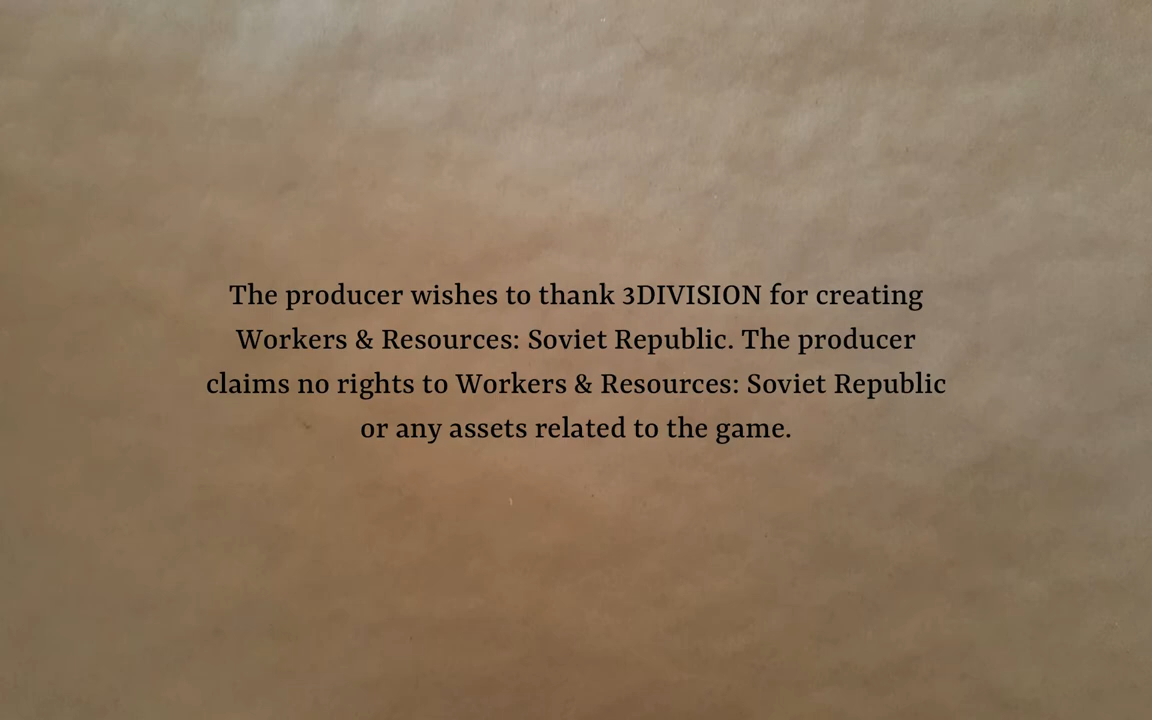 The producer wishes to thank 3DIVISION for creating
Workers & Resources: Soviet Republic. The producer
claims no rights to Workers & Resources: Soviet Republic
or any assets related to the game.